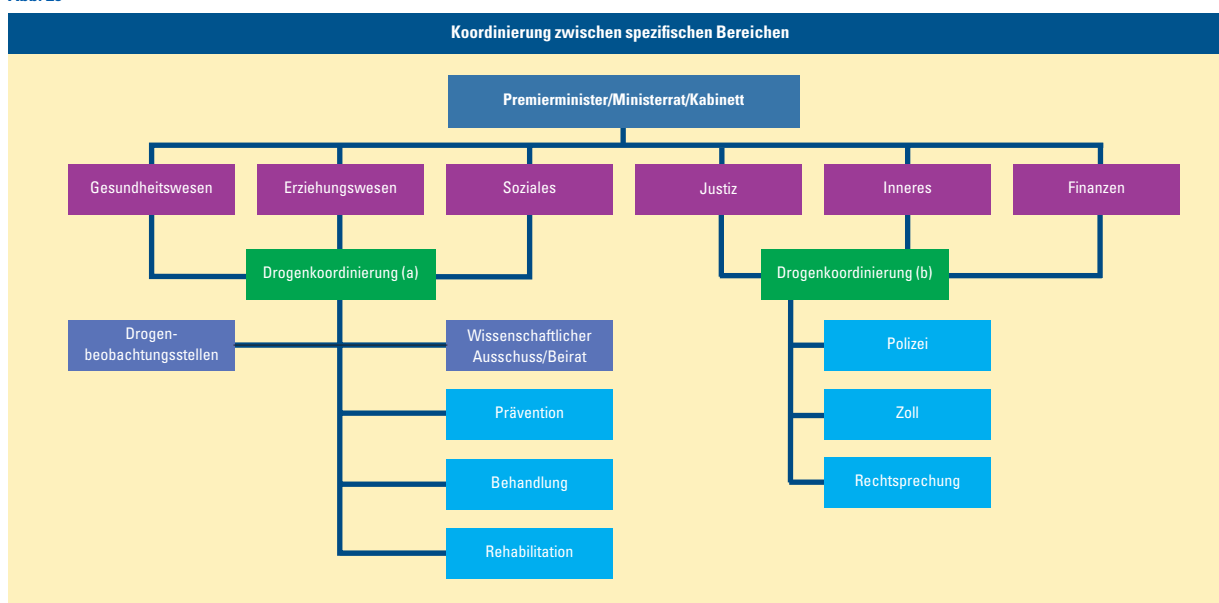 Koordinierung zwischen spezifischen Bereichen
Premierminister/Ministerrat/Kabinett
Gesundheitswesen
Erziehungswesen
Soziales
Justiz
Inneres
Finanzen
Drogenkoordinierung (a)
Drogenkoordinierung (b)
Drogen-
beobachtungsstellen
Wissenschaftlicher
Ausschuss/Beirat
Polizei
Prävention
Zoll
Behandlung
Rechtsprechung
Rehabilitation